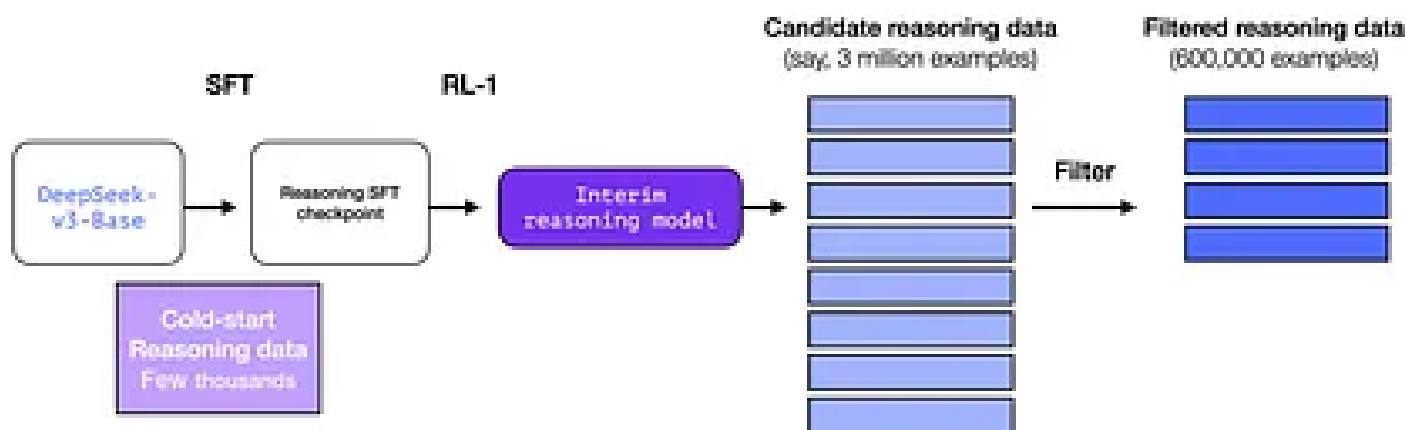 SFT
RL-1
Candidate reasoning data
(say, 3 million examples)
Filtered reasoning data
(600,000 examples)
DeepSeek-
v3-Base
Reasoning SFT
checkpoint
Interim
reasoning model
Filter
Cold-start
Reasoning data
Few thousands